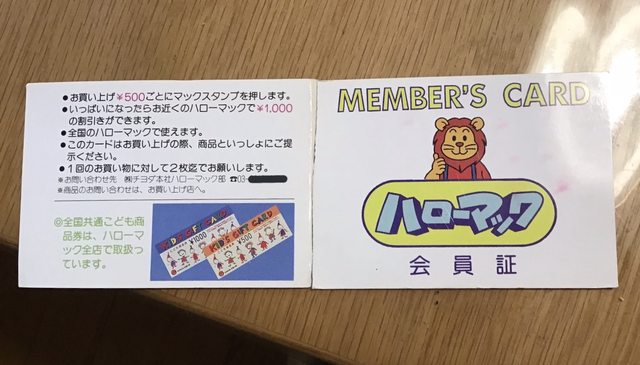 ●お買い上げ¥500ごとにマックスタンプを押します。
●いっぱいになったらお近くのハローマックで¥1,000
の割引きができます。
●全国のハローマックで使えます。
●このカードはお買い上げの際、商品といっしょにご提
示ください。
●1回のお買い物に対して2枚迄でお願いします。
※お問い合わせ先 ㈱チヨダ本社ハローマック部 ☎03-
※商品のお問い合わせは、お買い上げ店へ。
◎全国共通こども商
品券は、ハローマ
ック全店で取扱っ
ています。
KID'S GIFT CARD
¥1000
KID'S GIFT CARD
¥500
MEMBER'S CARD
ハローマック
会員証